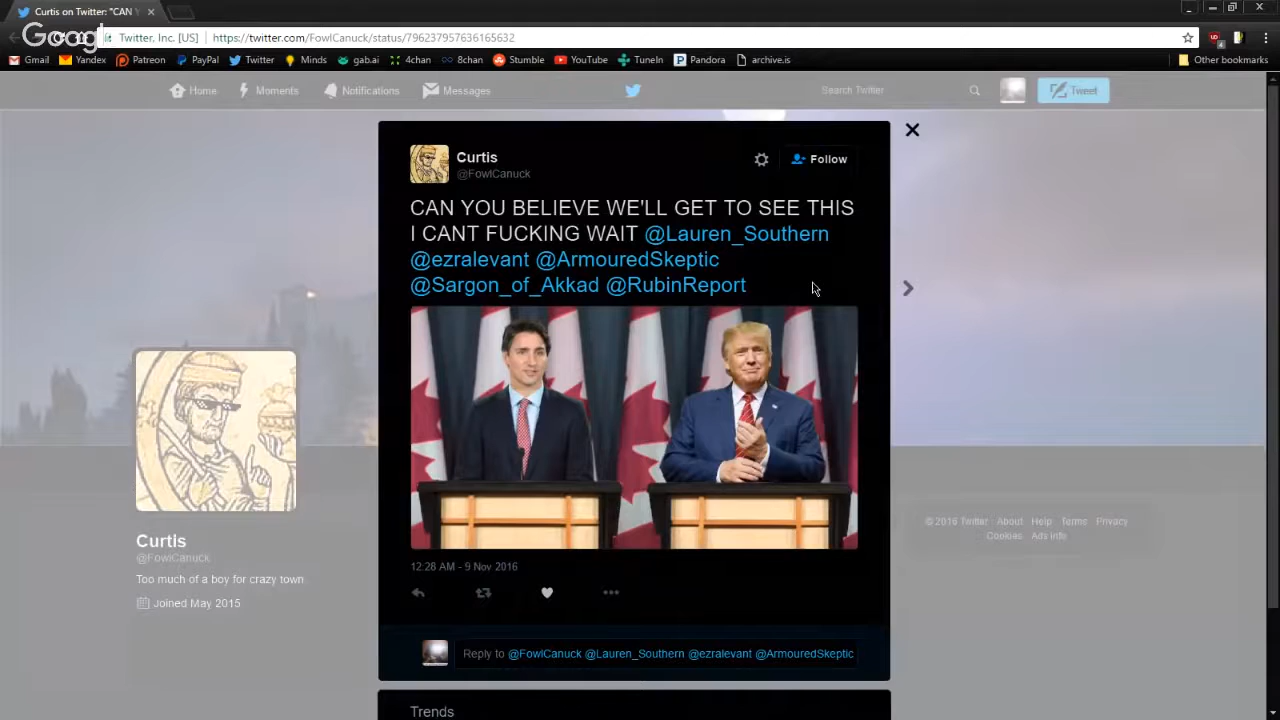 Curtis on Twitter: "CAN Y
Google
Twitter, Inc. [US]
https://twitter.com/FowlCanuck/status/796237957636165632
Gmail
Yandex
Patreon
PayPal
Twitter
Minds
gab.ai
4chan
8chan
Stumble
YouTube
TuneIn
Pandora
archive.is
Other bookmarks
Home
Moments
Notifications
Messages
Search Twitter
Tweet
Curtis
@FowlCanuck
Follow
CAN YOU BELIEVE WE'LL GET TO SEE THIS
I CANT FUCKING WAIT @Lauren_Southern
@ezralevant @ArmouredSkeptic
@Sargon_of_Akkad @RubinReport
12:28 AM - 9 Nov 2016
Reply to @FowlCanuck @Lauren_Southern @ezralevant @ArmouredSkeptic
Trends
Curtis
@FowlCanuck
Too much of a boy for crazy town
Joined May 2015
© 2016 Twitter About Help Terms Privacy
Cookies Ads info